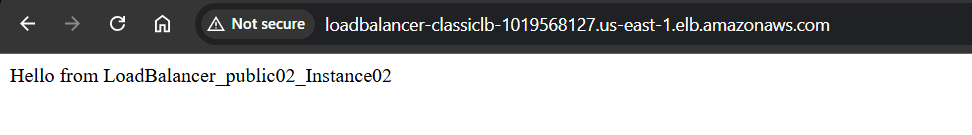 Not secure loadbalancer-classiclb-1019568127.us-east-1.elb.amazonaws.com
Hello from LoadBalancer_public02_Instance02